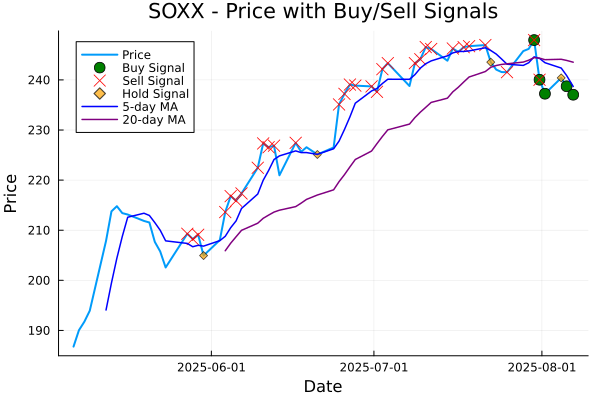 SOXX - Price with Buy/Sell Signals
Price
Buy Signal
Sell Signal
Hold Signal
5-day MA
20-day MA
240
230
220
210
200
190
Price
2025-06-01
2025-07-01
2025-08-01
Date